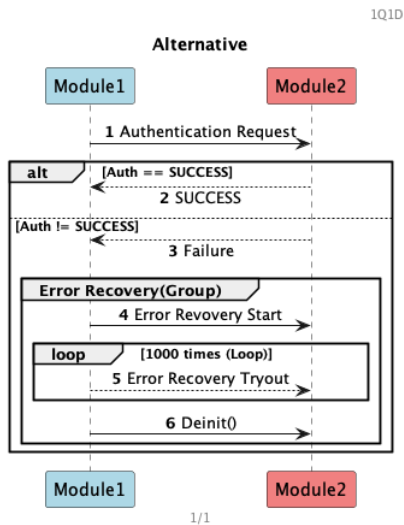 1Q1D
Alternative
Module1 Module2
1 Authentication Request
alt [Auth == SUCCESS]
2 SUCCESS
[Auth != SUCCESS]
3 Failure
Error Recovery(Group)
4 Error Revovery Start
loop [1000 times (Loop)]
5 Error Recovery Tryout
6 Deinit()
Module1 Module2
1/1